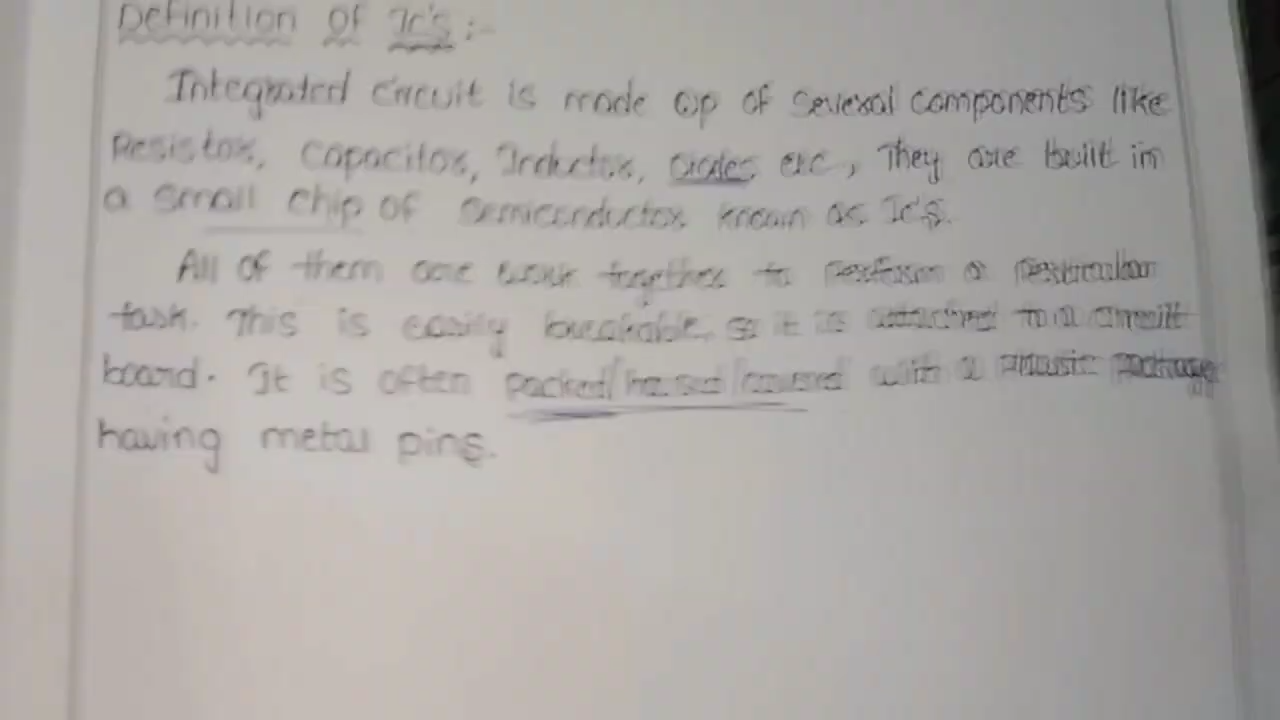 Definition of Ic's :-
Integrated circuit is made up of several components like
Resistor, Capacitor, Inductor, diodes etc, They are built in
a small chip of semiconductor known as Ic's.
All of them are work together to perform a particular
task. This is easily breakable, so it is attached to a circuit
board. It is often packed/housed/covered with a plastic package
having metal pins.